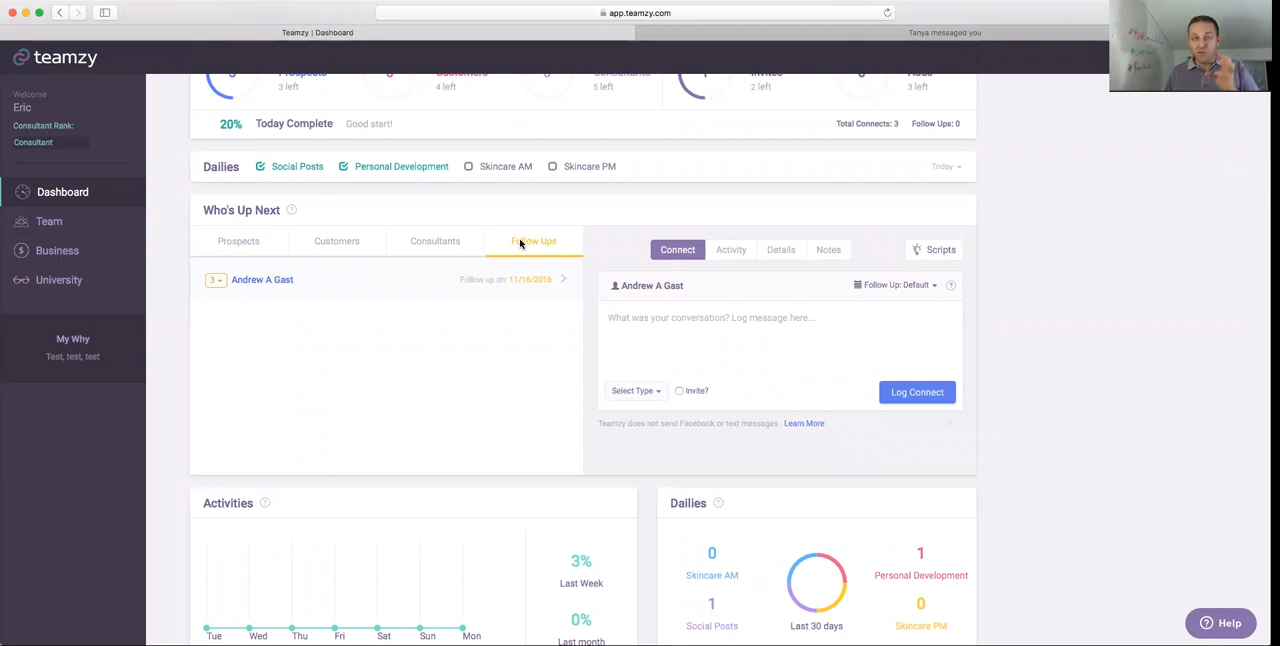 app.teamzy.com
Teamzy | Dashboard
Tanya messaged you
teamzy
Welcome
Eric
Consultant Rank:
Consultant
Dashboard
Team
Business
University
My Why
Test, test, test
Prospects
3 left
Customers
4 left
Consultants
5 left
Invites
2 left
Adds
3 left
20% Today Complete Good start!
Total Connects: 3 Follow Ups: 0
Dailies Social Posts Personal Development Skincare AM Skincare PM Today
Who's Up Next
Prospects Customers Consultants Follow Ups
3 Andrew A Gast Follow up on: 11/16/2016
Connect Activity Details Notes Scripts
Andrew A Gast Follow Up: Default
What was your conversation? Log message here...
Select Type Invite? Log Connect
Teamzy does not send Facebook or text messages - Learn More
Activities
3%
Last Week
0%
Last month
Tue Wed Thu Fri Sat Sun Mon
Dailies
0
Skincare AM
1
Personal Development
1
Social Posts
Last 30 days
0
Skincare PM
Help